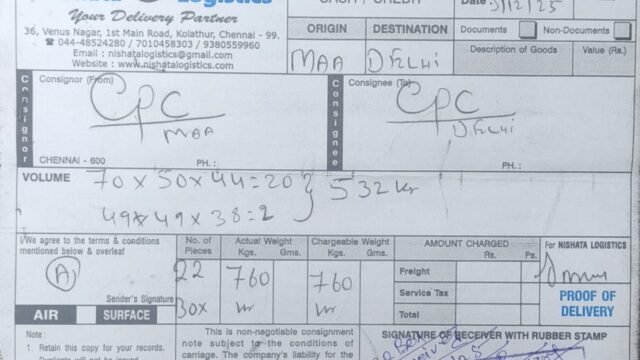 Logistics
CASH / CREDIT
Your Delivery Partner
36, Venus Nagar, 1st Main Road, Kolathur, Chennai - 99.
☎ 044-48524280 / 7010458303 / 9380559960
Email : nishatalogistics@gmail.com
Website : www.nishatalogistics.com
ORIGIN
DESTINATION
MAA
DELHI
Date 3/12/25
Documents
Non-Documents
Description of Goods
Value (Rs.)
Consignor
Consignor (From)
CPC
MAA
CHENNAI - 600
PH. :
Consignee
Consignee (To)
CPC
DELHI
PH. :
VOLUME
70 x 50 x 44 = 20 } 532 kr
49 x 49 x 38 = 2
I/We agree to the terms & conditions
mentioned below & overleaf
A
Sender's Signature
AIR
SURFACE
No. of
Pieces
22
Box
Actual Weight
Kgs. Gms.
760
kr
Chargeable Weight
Kgs. Gms.
760
kr
AMOUNT CHARGED
Rs. Ps.
Freight
Service Tax
Total
For NISHATA LOGISTICS
PROOF OF
DELIVERY
Note :
1. Retain this copy for your records.
This is non-negotiable consignment
note subject to the conditions of
carriage. The company's liability for the
SIGNATURE OF RECEIVER WITH RUBBER STAMP